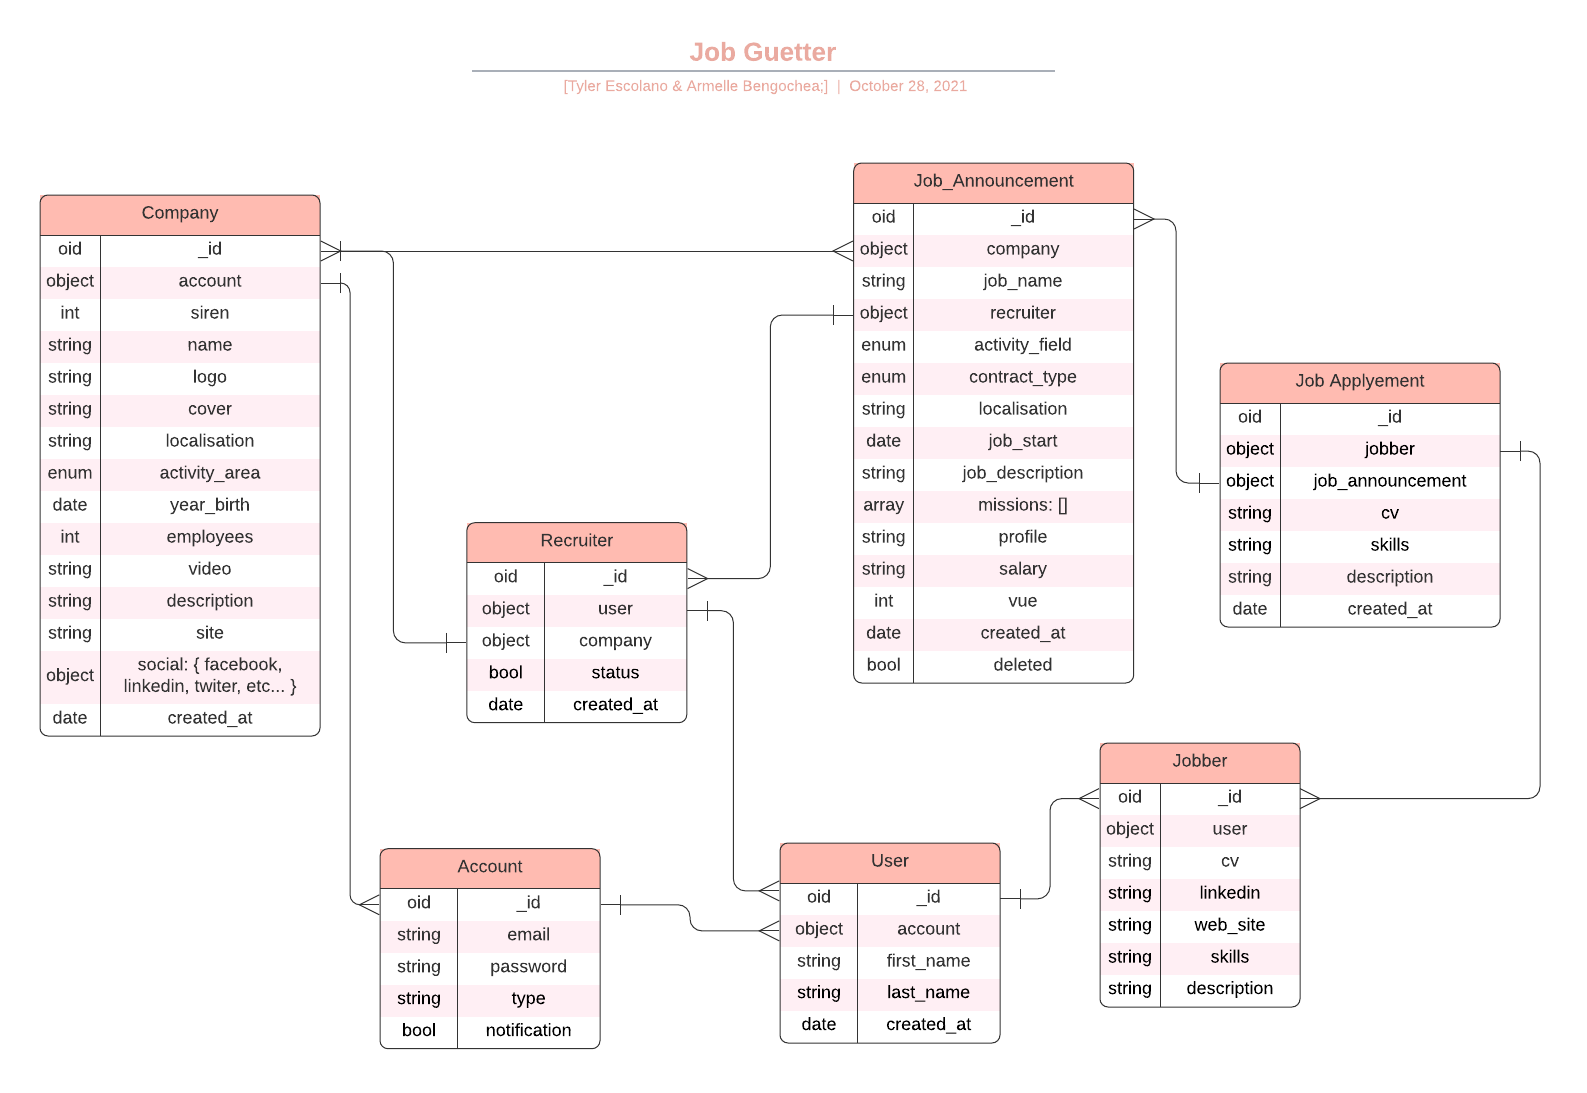 Job Guetter
[Tyler Escolano & Armelle Bengochea;] | October 28, 2021
Company
oid _id
object account
int siren
string name
string logo
string cover
string localisation
enum activity_area
date year_birth
int employees
string video
string description
string site
object social: { facebook,
linkedin, twiter, etc... }
date created_at
Recruiter
oid _id
object user
object company
bool status
date created_at
Job_Announcement
oid _id
object company
string job_name
object recruiter
enum activity_field
enum contract_type
string localisation
date job_start
string job_description
array missions: []
string profile
string salary
int vue
date created_at
bool deleted
Job Applyement
oid _id
object jobber
object job_announcement
string cv
string skills
string description
date created_at
Account
oid _id
string email
string password
string type
bool notification
User
oid _id
object account
string first_name
string last_name
date created_at
Jobber
oid _id
object user
string cv
string linkedin
string web_site
string skills
string description